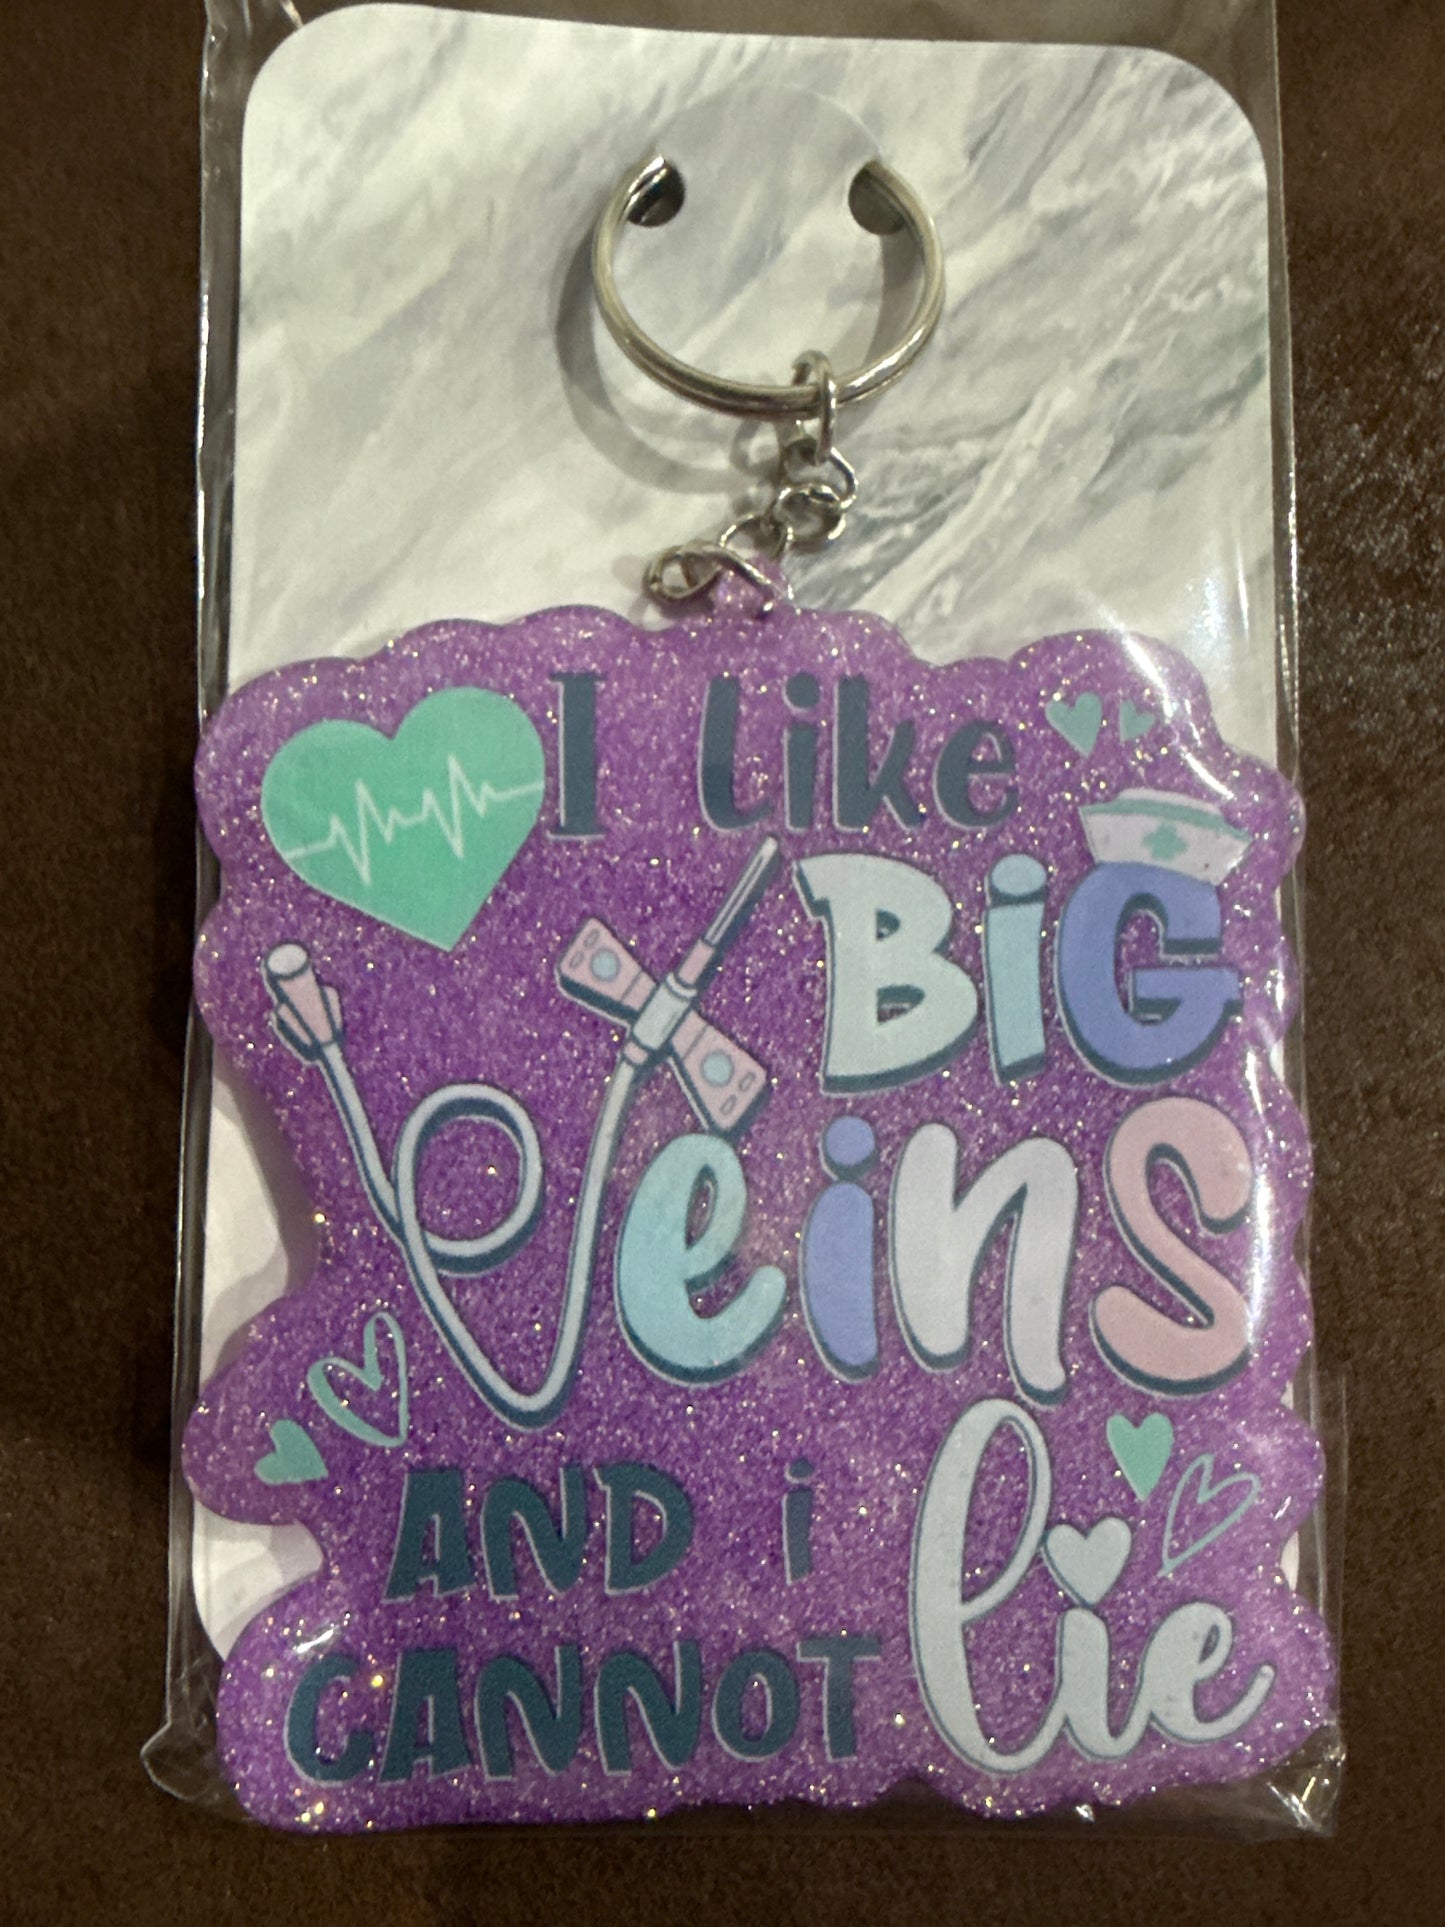 I like
BiG
Veins
AND i lie
CANNOT